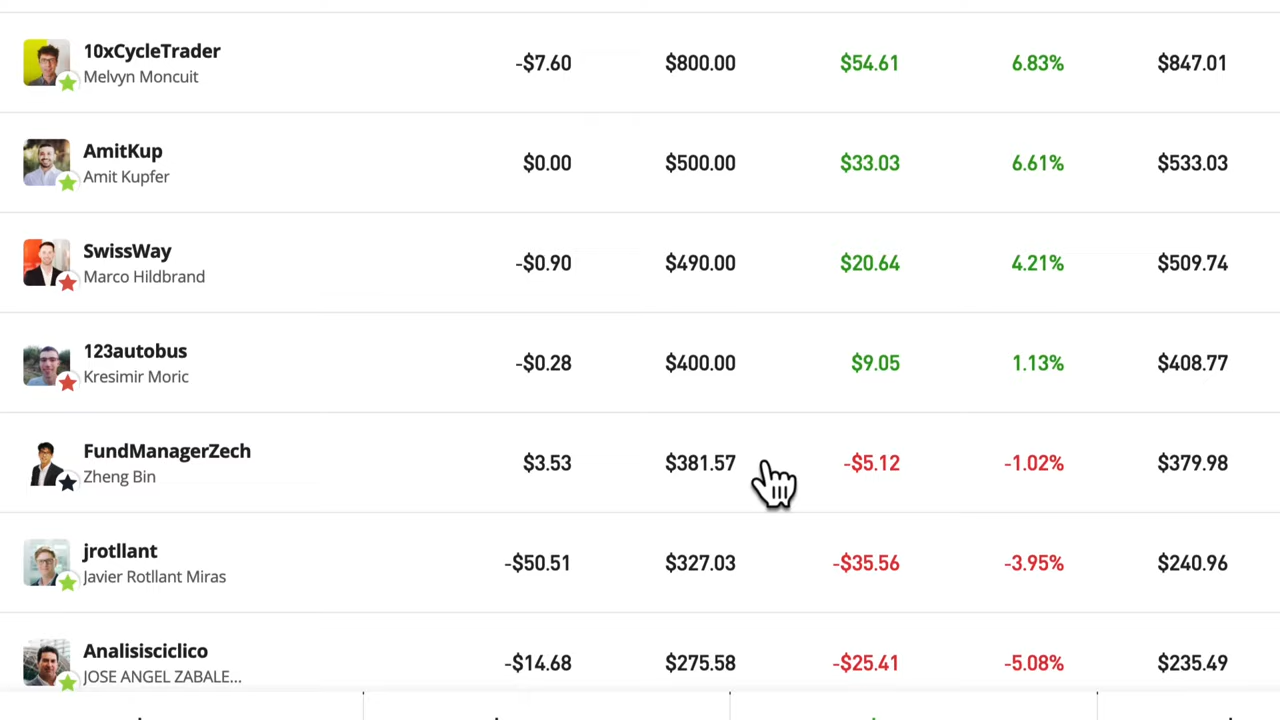 10xCycleTrader
Melvyn Moncuit
-$7.60 $800.00 $54.61 6.83% $847.01
AmitKup
Amit Kupfer
$0.00 $500.00 $33.03 6.61% $533.03
SwissWay
Marco Hildbrand
-$0.90 $490.00 $20.64 4.21% $509.74
123autobus
Kresimir Moric
-$0.28 $400.00 $9.05 1.13% $408.77
FundManagerZech
Zheng Bin
$3.53 $381.57 -$5.12 -1.02% $379.98
jrotllant
Javier Rotllant Miras
-$50.51 $327.03 -$35.56 -3.95% $240.96
Analisisciclico
JOSE ANGEL ZABALE...
-$14.68 $275.58 -$25.41 -5.08% $235.49